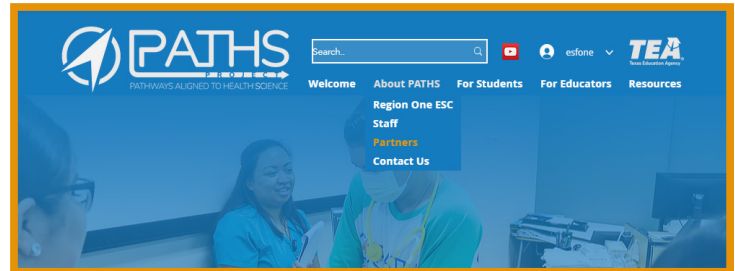 PATHS
PROJECT
PATHWAYS ALIGNED TO HEALTH SCIENCE
Search..
esfone
TEA
Texas Education Agency
Welcome About PATHS For Students For Educators Resources
Region One ESC
Staff
Partners
Contact Us